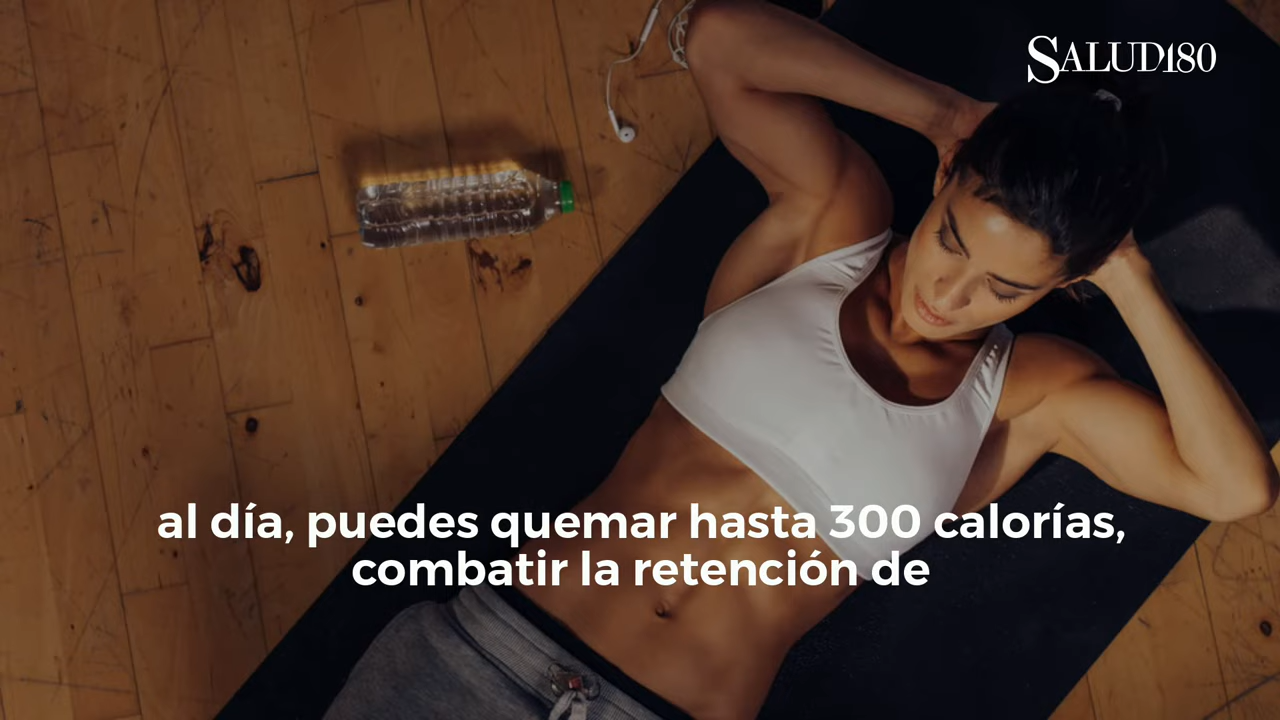 SALUD180
al día, puedes quemar hasta 300 calorías,
combatir la retención de